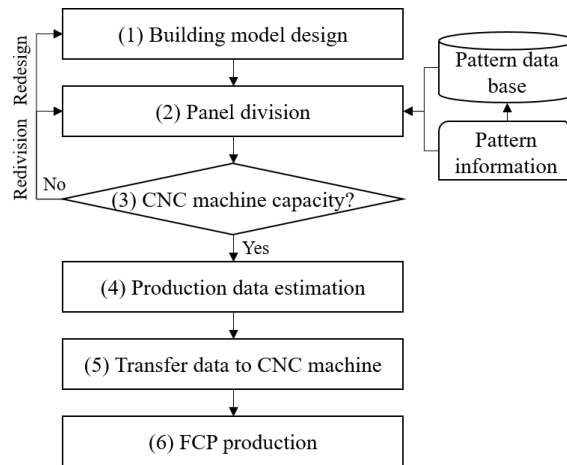 (1) Building model design
Redesign
Pattern data
base
(2) Panel division
Redivision
Pattern
information
No
(3) CNC machine capacity?
Yes
(4) Production data estimation
(5) Transfer data to CNC machine
(6) FCP production